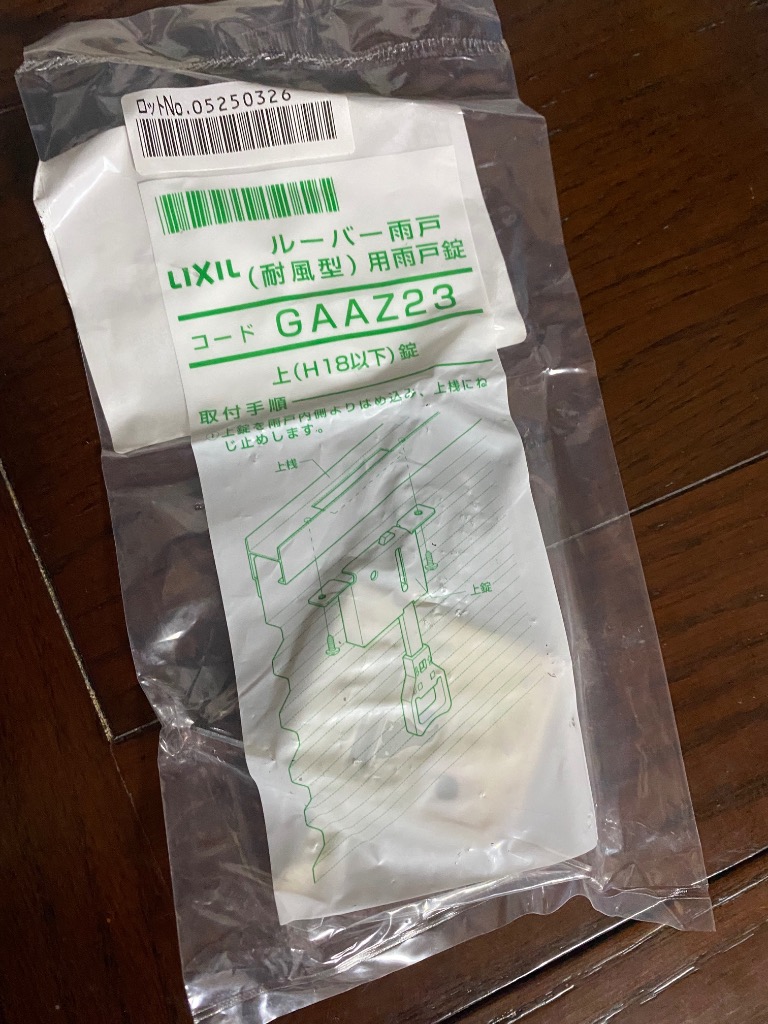 ロットNo.05250326
LIXIL ルーバー雨戸
(耐風型)用雨戸錠
コード GAAZ23
上(H18以下)錠
取付手順
上錠を雨戸内側よりはめ込み、上桟にね
じ止めします。
上桟
上錠